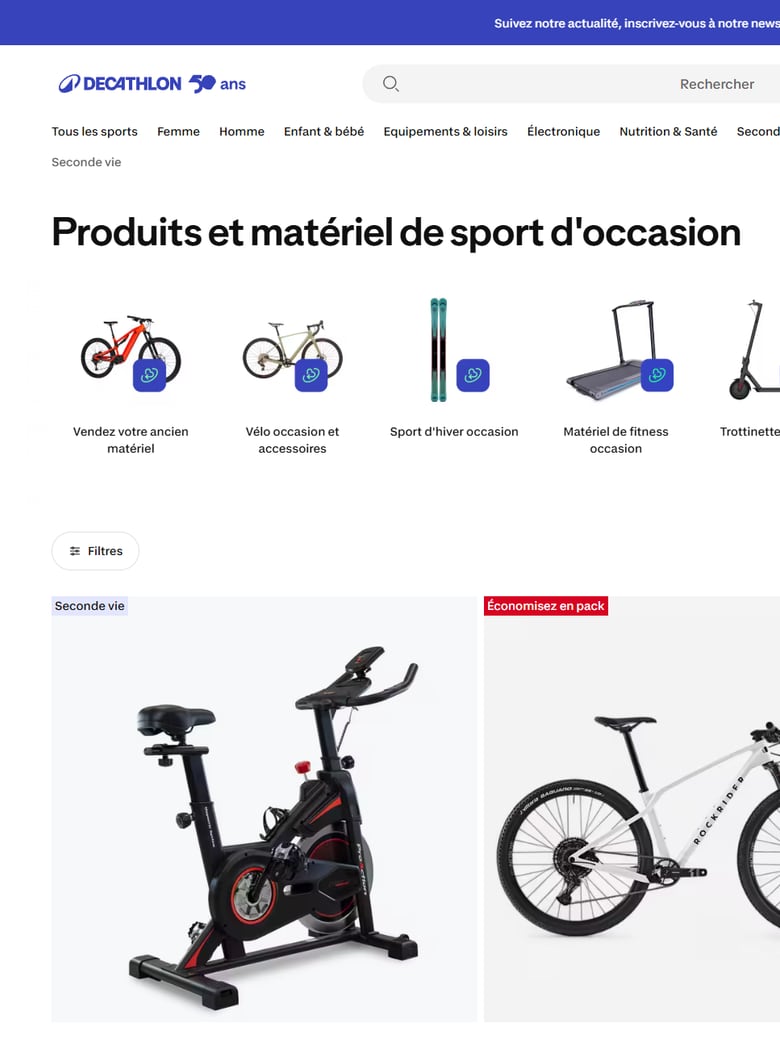 Suivez notre actualité, inscrivez-vous à notre news
DECATHLON 50 ans
Rechercher
Tous les sports Femme Homme Enfant & bébé Equipements & loisirs Électronique Nutrition & Santé Second
Seconde vie
Produits et matériel de sport d'occasion
Vendez votre ancien
matériel
Vélo occasion et
accessoires
Sport d'hiver occasion
Matériel de fitness
occasion
Trottinette
Filtres
Seconde vie
Économisez en pack
ROCKRIDER